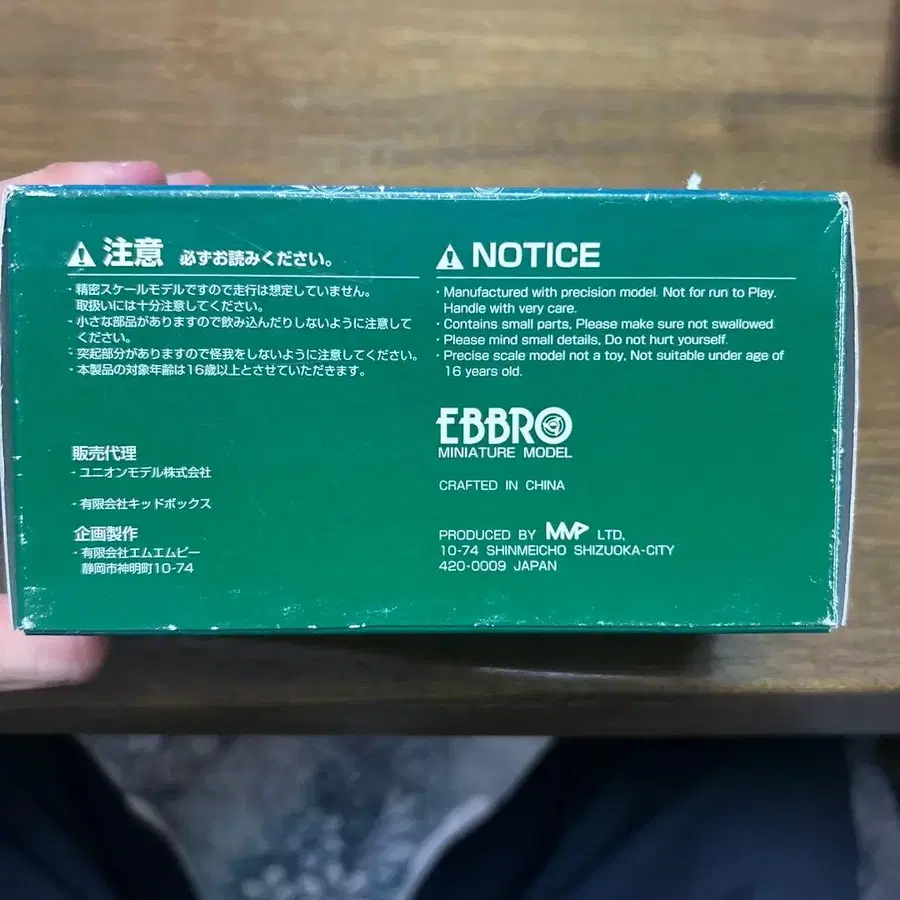 注意 必ずお読みください。
・精密スケールモデルですので走行は想定していません。
取扱いには十分注意してください。
・小さな部品がありますので飲み込んだりしないように注意して
ください。
・突起部分がありますので怪我をしないように注意してください。
・本製品の対象年齢は16歳以上とさせていただきます。
販売代理
・ユニオンモデル株式会社
・有限会社キッドボックス
企画製作
・有限会社エムエムピー
静岡市神明町10-74
NOTICE
・Manufactured with precision model. Not for run to Play.
Handle with very care.
・Contains small parts, Please make sure not swallowed.
・Please mind small details, Do not hurt yourself.
・Precise scale model not a toy, Not suitable under age of
16 years old.
EBBRO
MINIATURE MODEL
CRAFTED IN CHINA
PRODUCED BY MMP LTD,
10-74 SHINMEICHO SHIZUOKA-CITY
420-0009 JAPAN